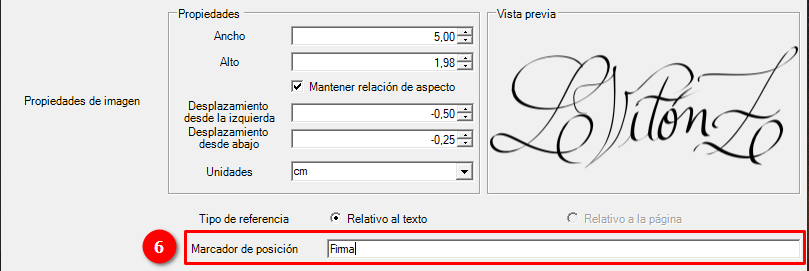 Propiedades
Vista previa
Ancho
5,00
Alto
1,98
Mantener relación de aspecto
Propiedades de imagen
Desplazamiento
desde la izquierda
-0,50
Desplazamiento
desde abajo
-0,25
Unidades
cm
LVitónZ
Tipo de referencia
Relativo al texto
Relativo a la página
6
Marcador de posición
Firma